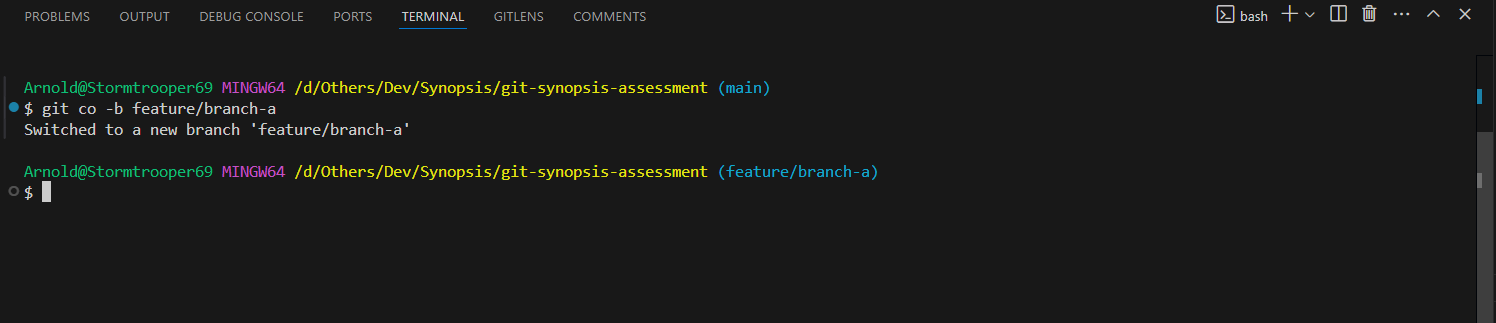 PROBLEMS OUTPUT DEBUG CONSOLE PORTS TERMINAL GITLENS COMMENTS bash
Arnold@Stormtrooper69 MINGW64 /d/Others/Dev/Synopsis/git-synopsis-assessment (main)
$ git co -b feature/branch-a
Switched to a new branch 'feature/branch-a'
Arnold@Stormtrooper69 MINGW64 /d/Others/Dev/Synopsis/git-synopsis-assessment (feature/branch-a)
$